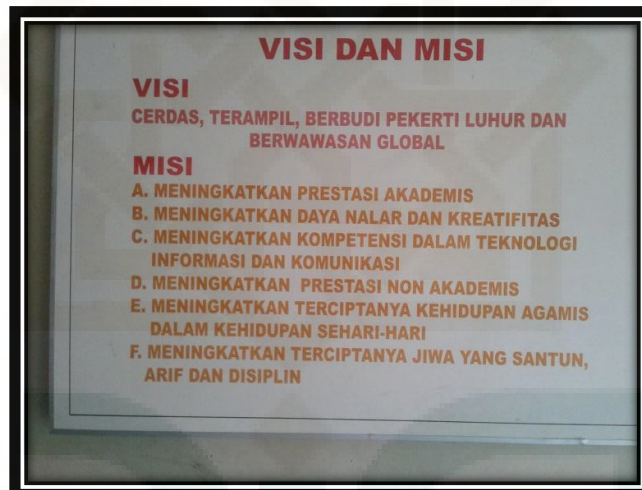 VISI DAN MISI
VISI
CERDAS, TERAMPIL, BERBUDI PEKERTI LUHUR DAN
BERWAWASAN GLOBAL
MISI
A. MENINGKATKAN PRESTASI AKADEMIS
B. MENINGKATKAN DAYA NALAR DAN KREATIFITAS
C. MENINGKATKAN KOMPETENSI DALAM TEKNOLOGI
INFORMASI DAN KOMUNIKASI
D. MENINGKATKAN PRESTASI NON AKADEMIS
E. MENINGKATKAN TERCIPTANYA KEHIDUPAN AGAMIS
DALAM KEHIDUPAN SEHARI-HARI
F. MENINGKATKAN TERCIPTANYA JIWA YANG SANTUN,
ARIF DAN DISIPLIN